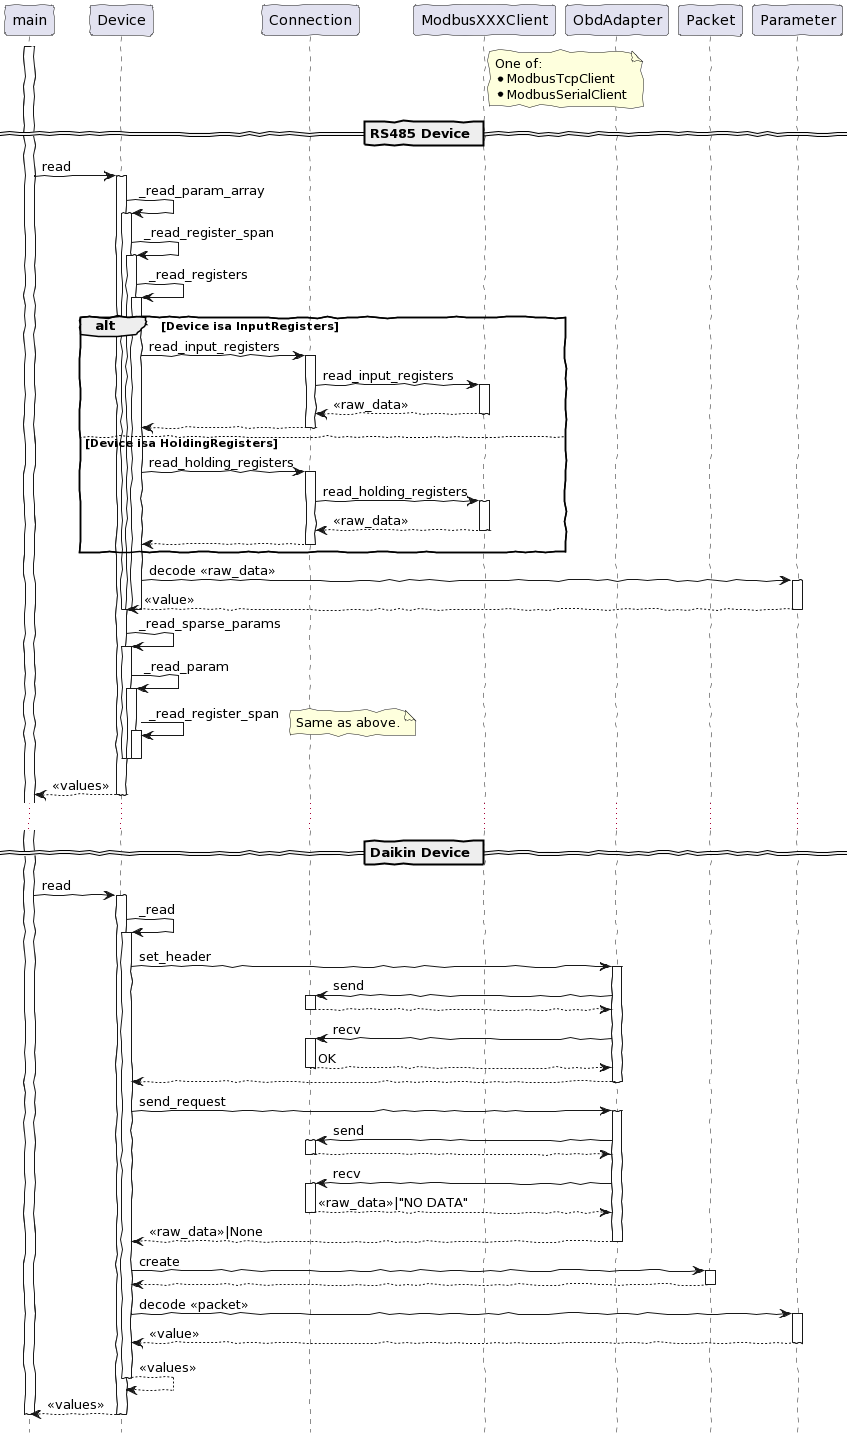 main Device Connection ModbusXXXClient ObdAdapter Packet Parameter
One of:
• ModbusTcpClient
• ModbusSerialClient
RS485 Device
read
_read_param_array
_read_register_span
_read_registers
alt [Device isa InputRegisters]
read_input_registers
read_input_registers
«raw_data»
[Device isa HoldingRegisters]
read_holding_registers
read_holding_registers
«raw_data»
decode «raw_data»
«value»
_read_sparse_params
_read_param
_read_register_span
Same as above.
«values»
Daikin Device
read
_read
set_header
send
recv
OK
send_request
send
recv
«raw_data»|"NO DATA"
«raw_data»|None
create
decode «packet»
«value»
«values»
«values»